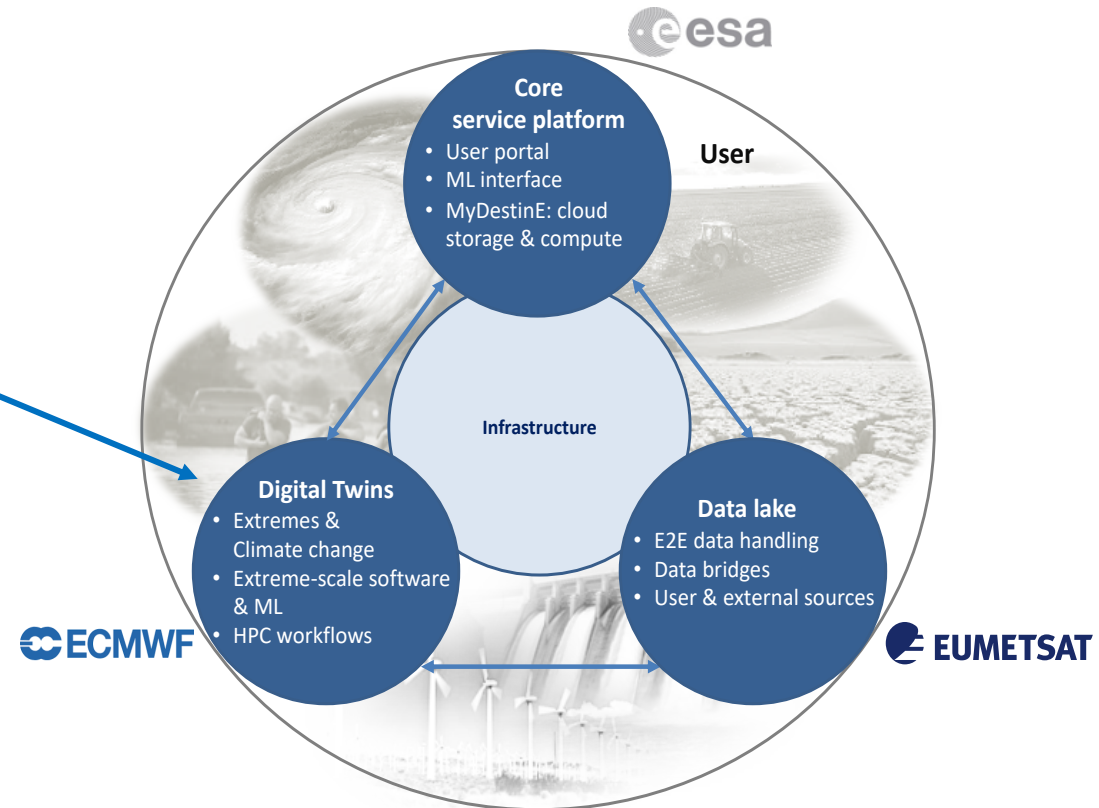 esa
Core
service platform
• User portal
• ML interface
• MyDestinE: cloud
storage & compute
User
Infrastructure
Digital Twins
• Extremes &
Climate change
• Extreme-scale software
& ML
• HPC workflows
Data lake
• E2E data handling
• Data bridges
• User & external sources
ECMWF
EUMETSAT